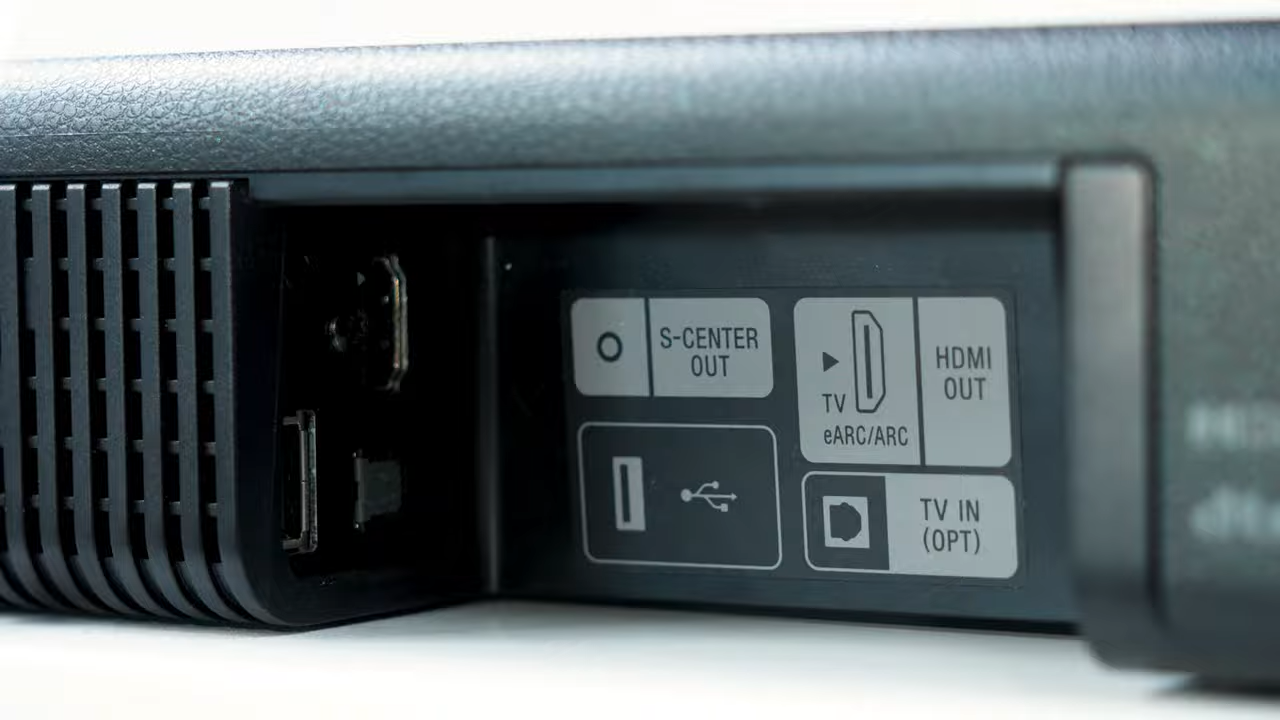 S-CENTER
OUT
TV
eARC/ARC
HDMI
OUT
TV IN
(OPT)